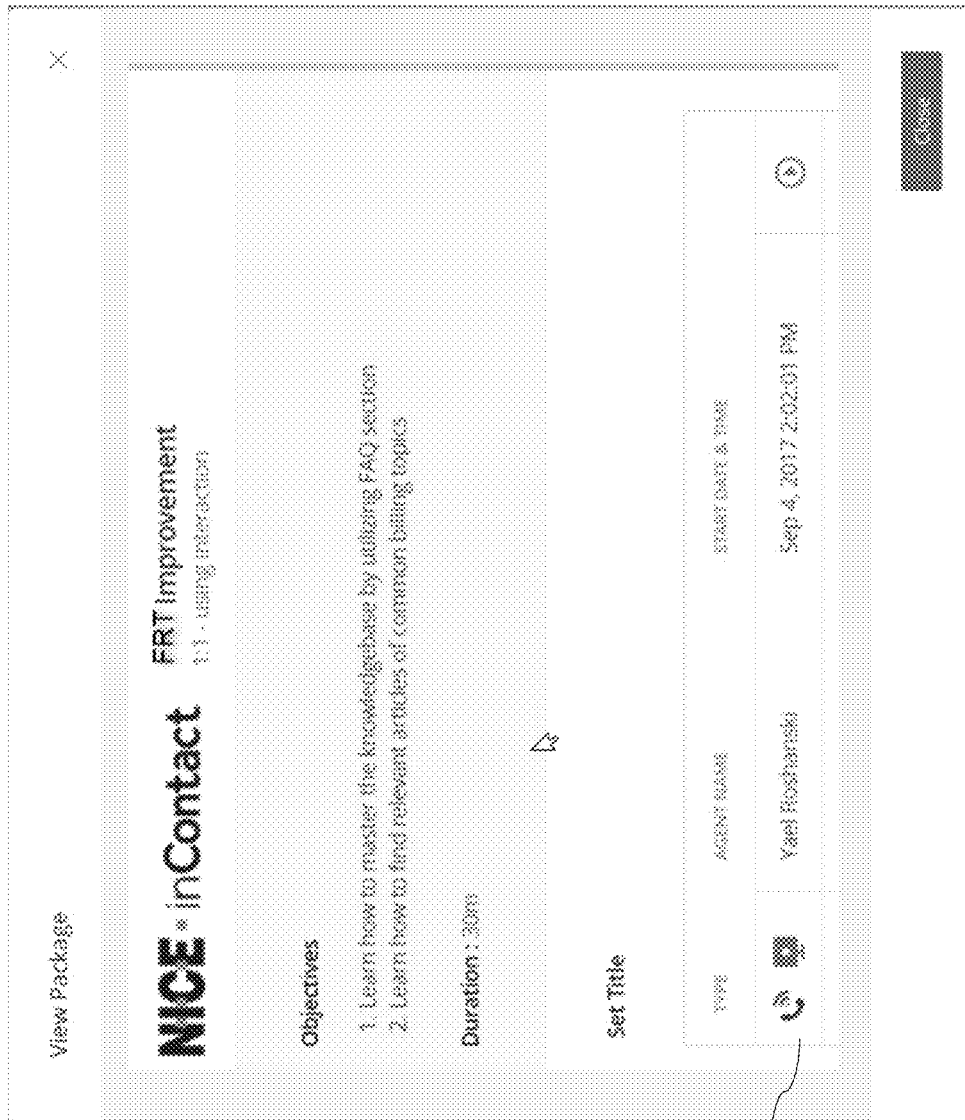 View Package
NICE · inContact
FRT Improvement
1:1 - using interaction
Objectives
1. Learn how to master the knowledgebase by utilizing FAQ section
2. Learn how to find relevant articles of common billing topics
Duration : 30m
Set Title
TYPE AGENT NAME START DATE & TIME
Yael Roshanski Sep 4, 2017 2:02:01 PM